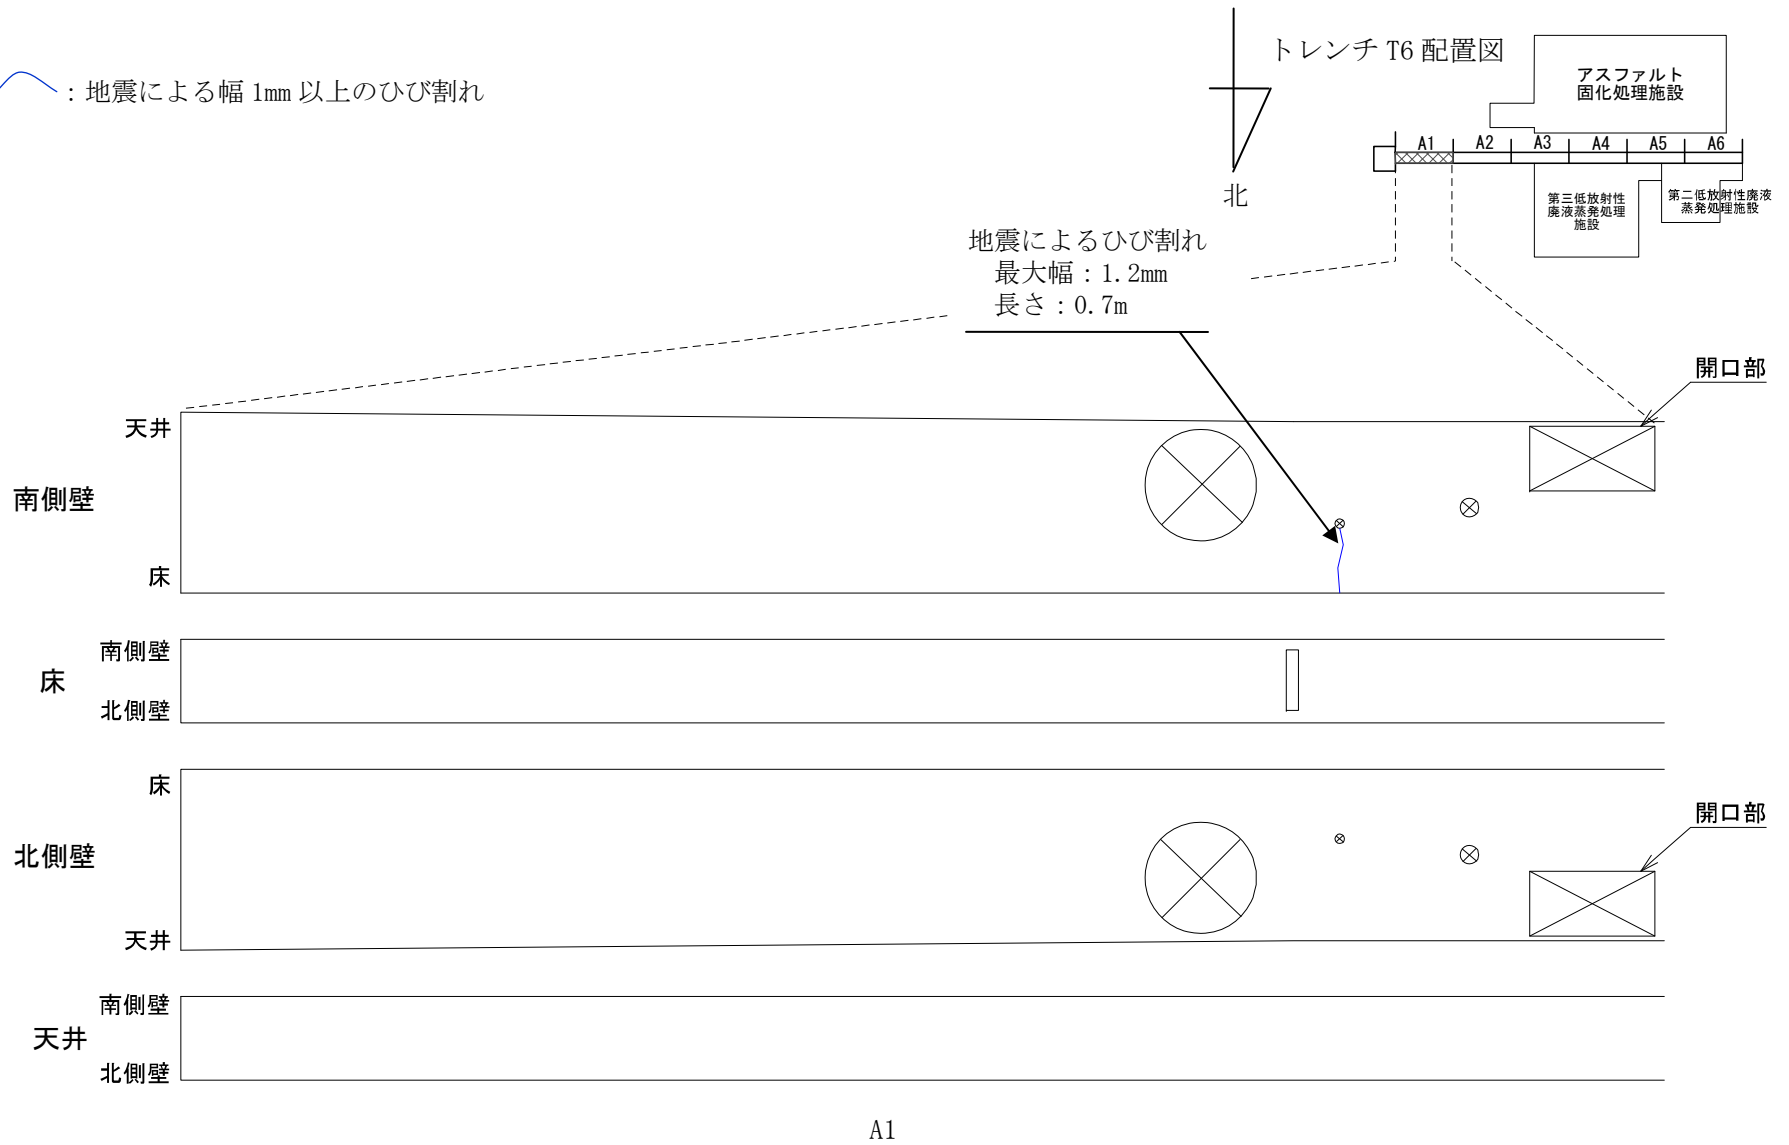 トレンチ T6 配置図
：地震による幅 1mm 以上のひび割れ
アスファルト
固化処理施設
A1 A2 A3 A4 A5 A6
北
第三低放射性
廃液蒸発処理
施設
第二低放射性廃液
蒸発処理施設
地震によるひび割れ
最大幅：1.2mm
長さ：0.7m
開口部
天井
南側壁
床
南側壁
床
北側壁
床
開口部
北側壁
天井
南側壁
天井
北側壁
A1